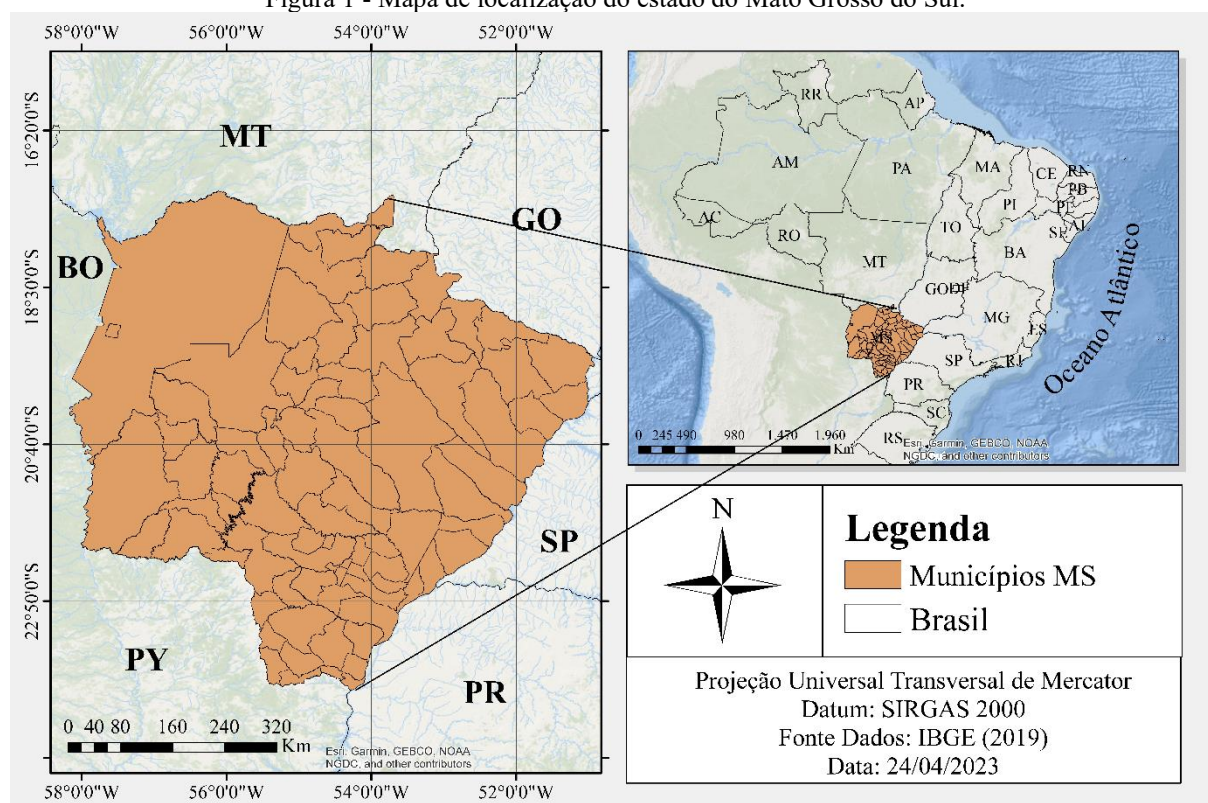 Figura 1 - Mapa de localização do estado do Mato Grosso do Sul.
58°0'0"W 56°0'0"W 54°0'0"W 52°0'0"W
16°20'0"S
18°30'0"S
20°40'0"S
22°50'0"S
MT
GO
BO
SP
PY
PR
0 40 80 160 240 320
Km
Esri, Garmin, GEBCO, NOAA
NGDC, and other contributors
58°0'0"W 56°0'0"W 54°0'0"W 52°0'0"W
RR
AP
AM
PA
MA
CE
RN
PB
PI
PE
AC
TO
AL
SE
RO
BA
MT
GO
DF
MG
ES
MS
SP
RJ
PR
SC
RS
Oceano Atlântico
0 245 490 980 1.470 1.960
Km
Esri, Garmin, GEBCO, NOAA
NGDC, and other contributors
N
Legenda
Municípios MS
Brasil
Projeção Universal Transversal de Mercator
Datum: SIRGAS 2000
Fonte Dados: IBGE (2019)
Data: 24/04/2023